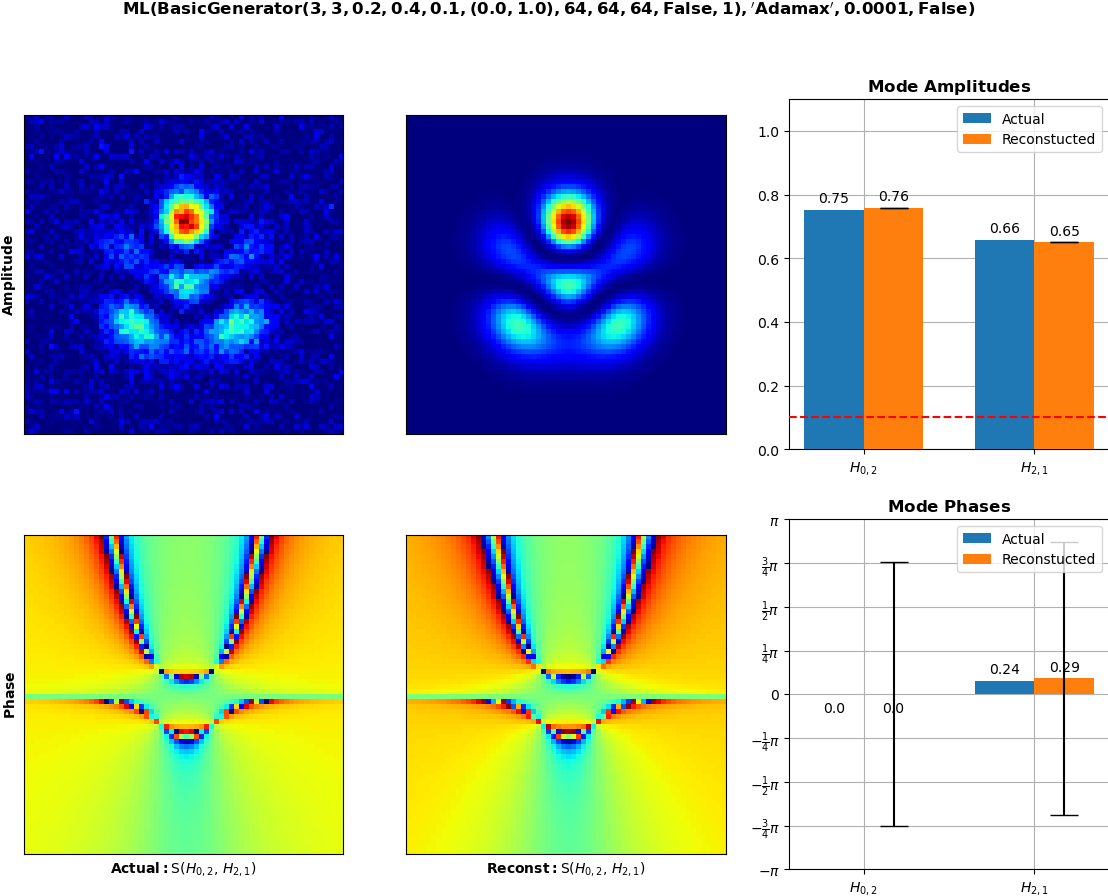 ML(BasicGenerator(3, 3, 0.2, 0.4, 0.1, (0.0, 1.0), 64, 64, 64, False, 1), 'Adamax', 0.0001, False)
Amplitude
Mode Amplitudes
Actual
Reconstucted
1.0
0.8
0.6
0.4
0.2
0.0
0.75
0.76
0.66
0.65
H0, 2
H2, 1
Phase
Actual: S(H0, 2, H2, 1)
Reconst: S(H0, 2, H2, 1)
Mode Phases
Actual
Reconstucted
π
3/4π
1/2π
1/4π
0
−1/4π
−1/2π
−3/4π
−π
0.0
0.0
0.24
0.29
H0, 2
H2, 1